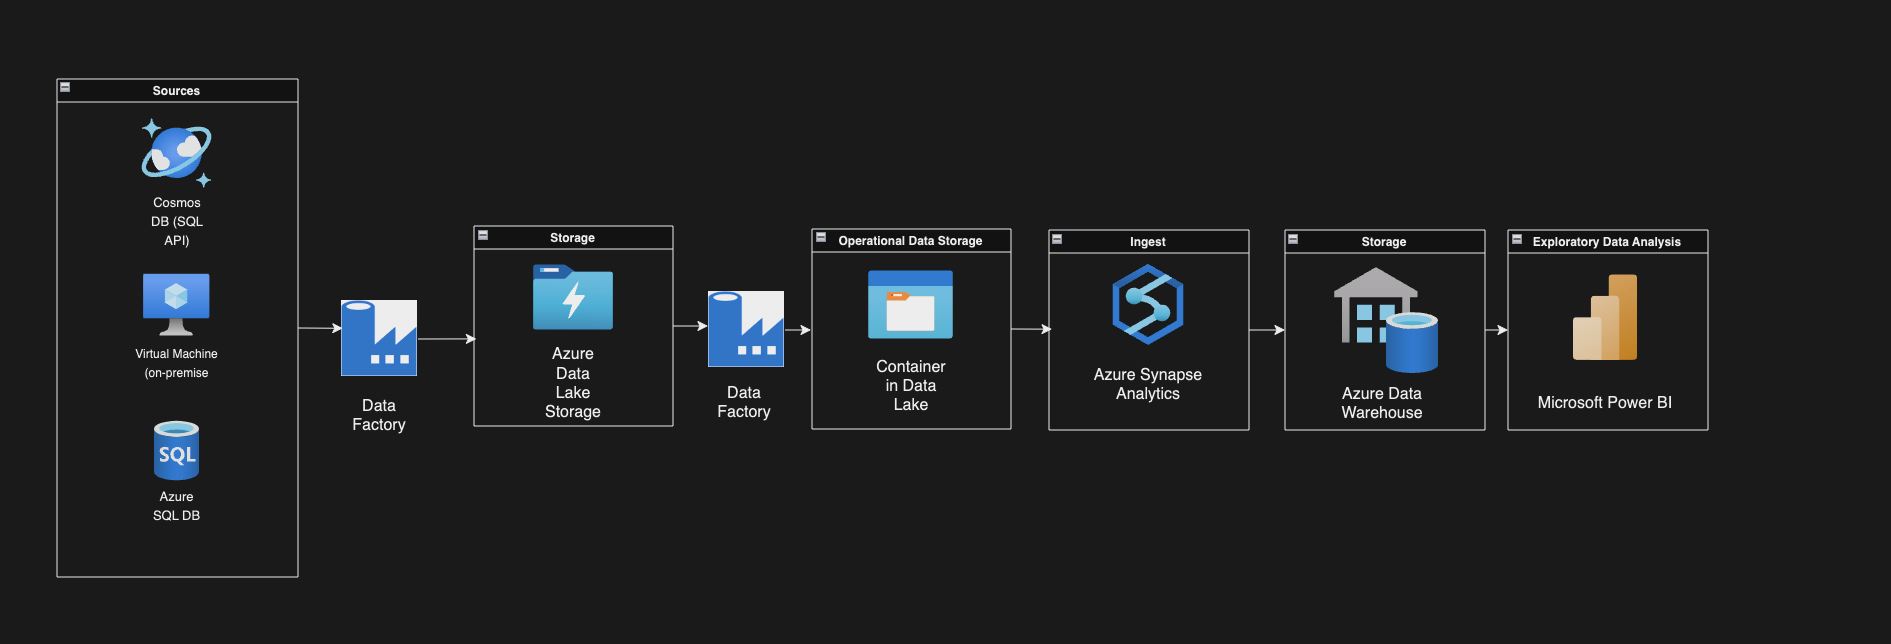 Sources
Cosmos
DB (SQL
API)
Virtual Machine
(on-premise
SQL
Azure
SQL DB
Data
Factory
Storage
Azure
Data
Lake
Storage
Data
Factory
Operational Data Storage
Container
in Data
Lake
Ingest
Azure Synapse
Analytics
Storage
Azure Data
Warehouse
Exploratory Data Analysis
Microsoft Power BI